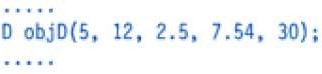 .....
D objD(5, 12, 2.5, 7.54, 30);
.....